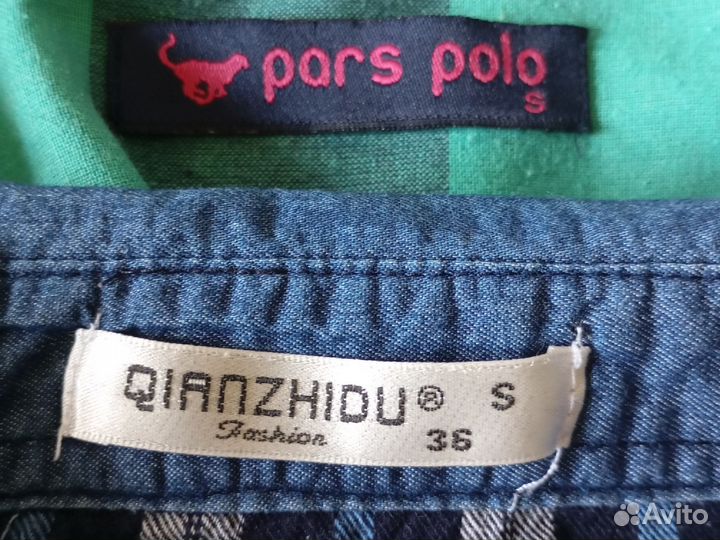 pars polo
S
QIANZHIDU® S
Fashion 36
Avito